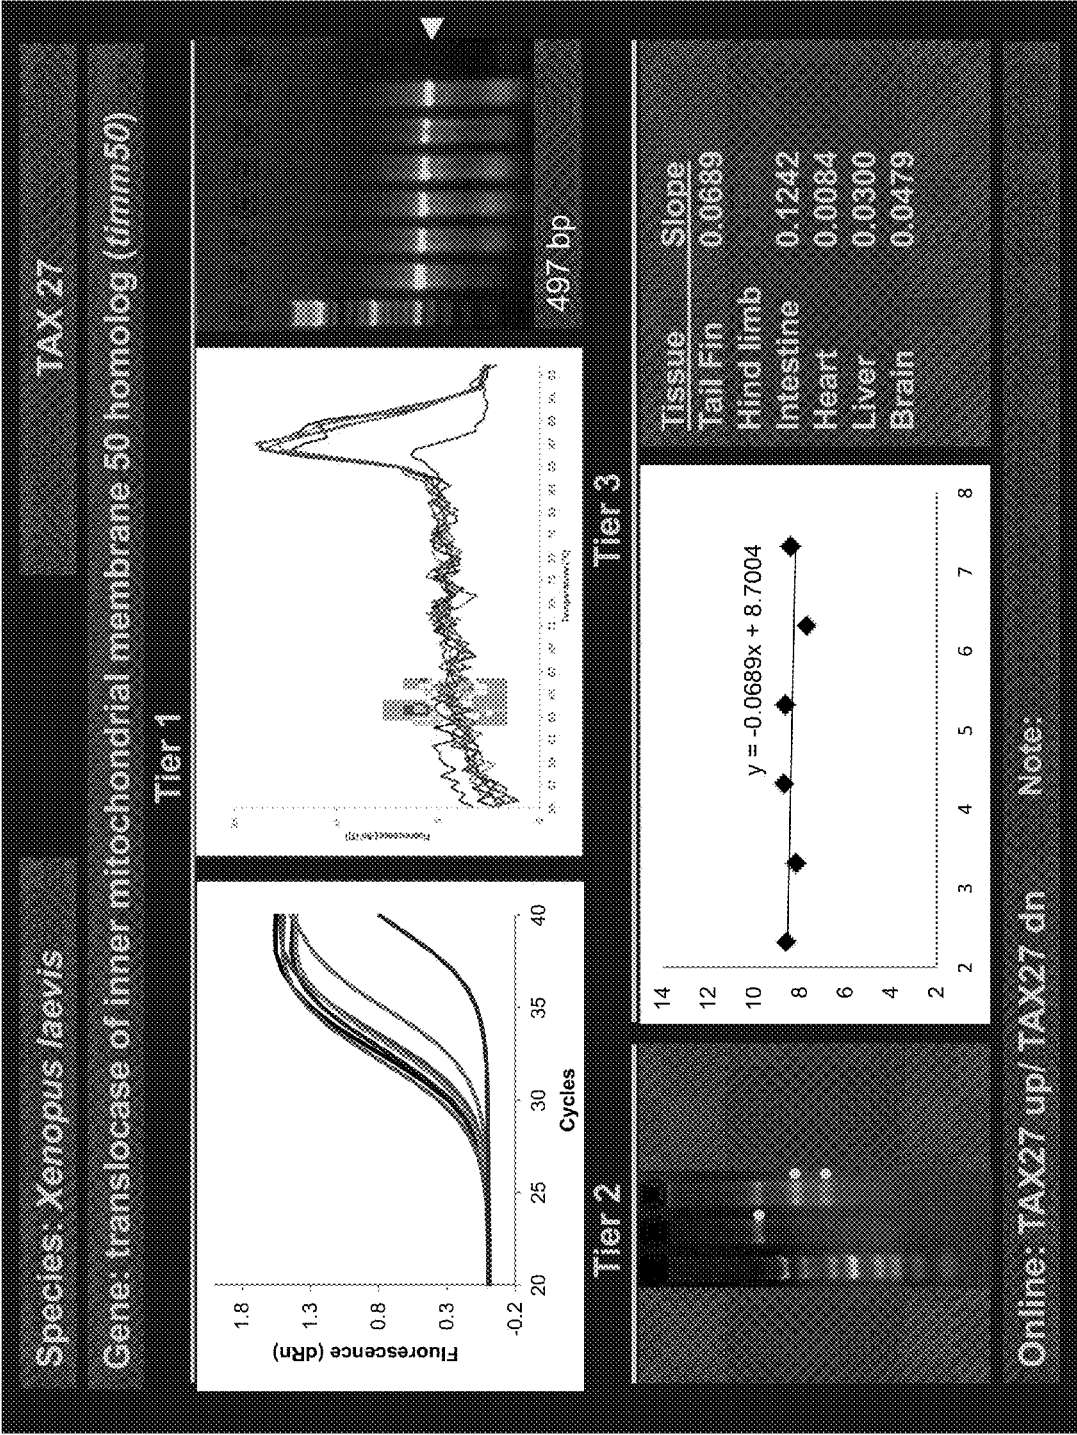 Species: Xenopus laevis
TAX 27
Gene: translocase of inner mitochondrial membrane 50 homolog (timm50)
Tier 1
Fluorescence (dRn)
1.8
1.3
0.8
0.3
-0.2
20
25
30
35
40
Cycles
497 bp
Tier 2
Tier 3
y = -0.0689x + 8.7004
14
12
10
8
6
4
2
2
3
4
5
6
7
8
Tissue Slope
Tail Fin 0.0689
Hind limb
Intestine 0.1242
Heart 0.0084
Liver 0.0300
Brain 0.0479
Online: TAX27 up/ TAX27 dn Note: